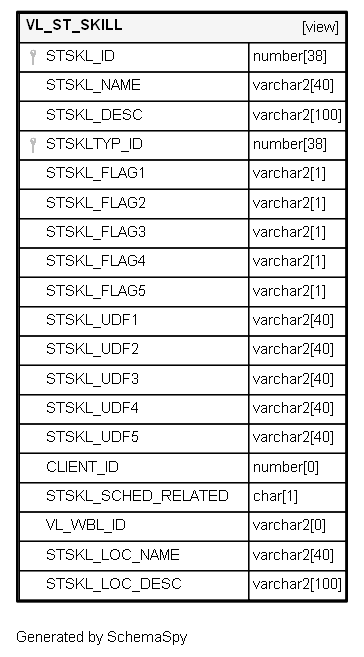 VL_ST_SKILL [view]
STSKL_ID number[38]
STSKL_NAME varchar2[40]
STSKL_DESC varchar2[100]
STSKLTYP_ID number[38]
STSKL_FLAG1 varchar2[1]
STSKL_FLAG2 varchar2[1]
STSKL_FLAG3 varchar2[1]
STSKL_FLAG4 varchar2[1]
STSKL_FLAG5 varchar2[1]
STSKL_UDF1 varchar2[40]
STSKL_UDF2 varchar2[40]
STSKL_UDF3 varchar2[40]
STSKL_UDF4 varchar2[40]
STSKL_UDF5 varchar2[40]
CLIENT_ID number[0]
STSKL_SCHED_RELATED char[1]
VL_WBL_ID varchar2[0]
STSKL_LOC_NAME varchar2[40]
STSKL_LOC_DESC varchar2[100]
Generated by SchemaSpy